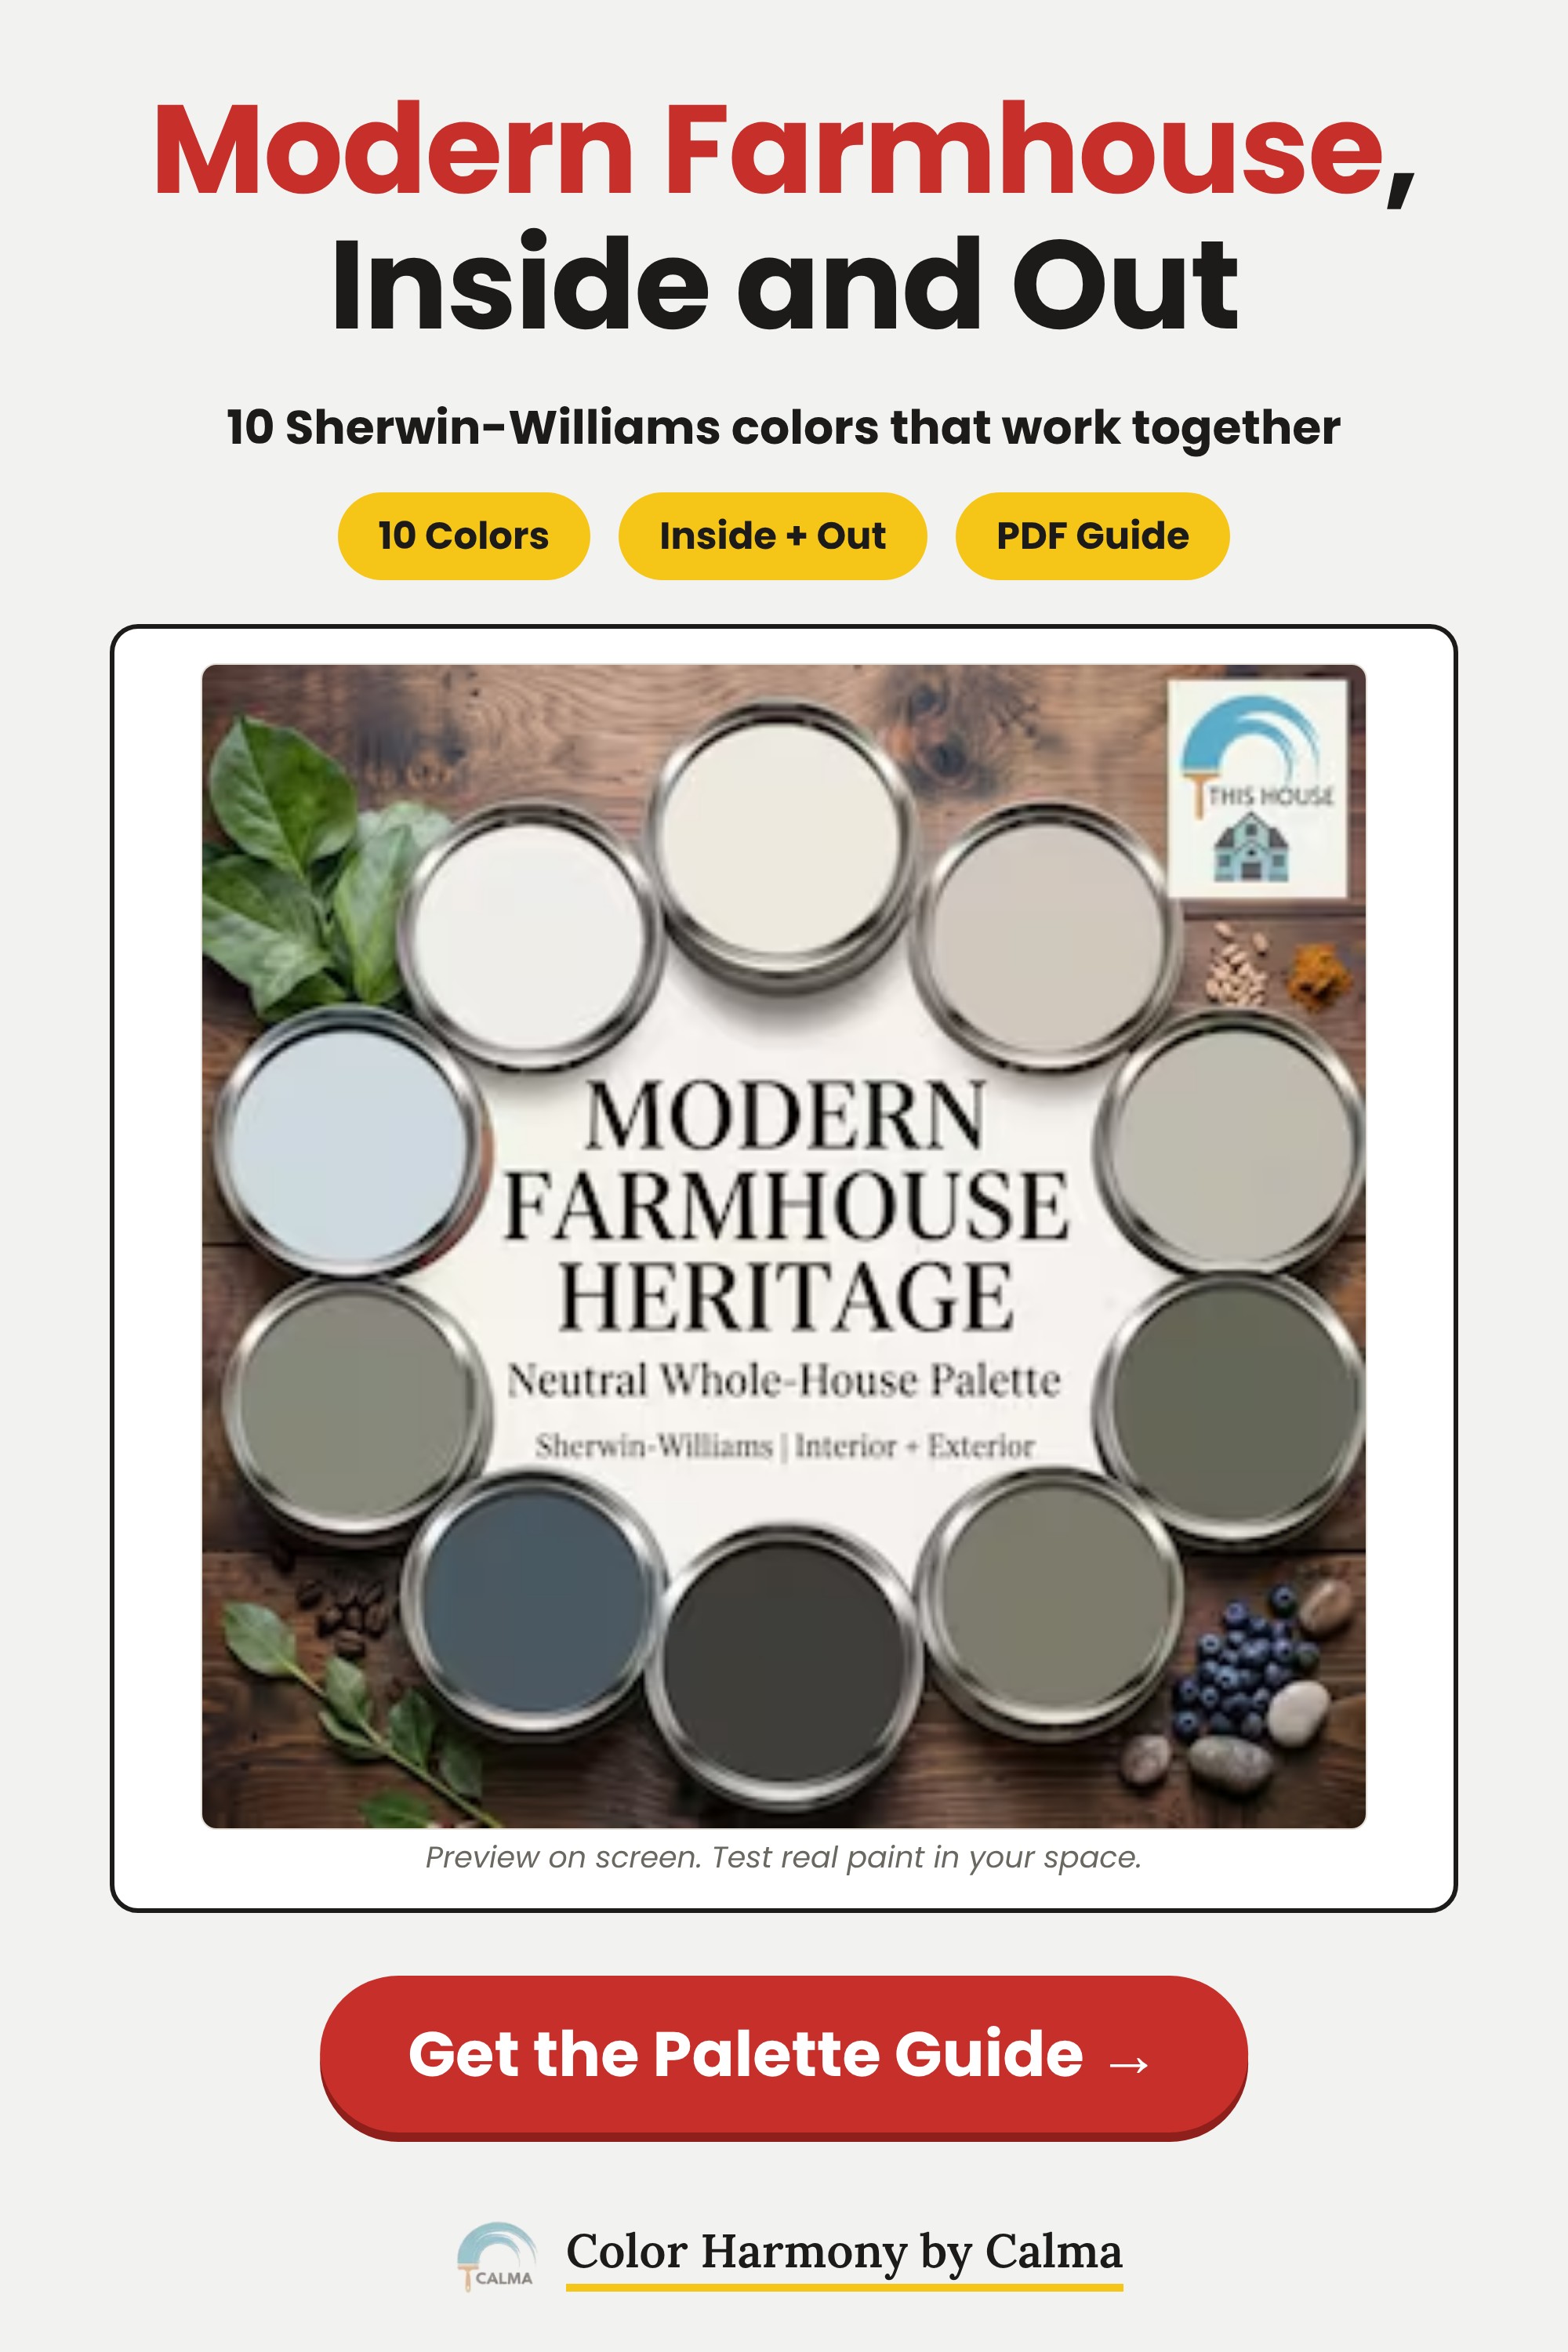 Modern Farmhouse,
Inside and Out
10 Sherwin-Williams colors that work together
10 Colors
Inside + Out
PDF Guide
THIS HOUSE
MODERN
FARMHOUSE
HERITAGE
Neutral Whole-House Palette
Sherwin-Williams | Interior + Exterior
Preview on screen. Test real paint in your space.
Get the Palette Guide →
CALMA
Color Harmony by Calma